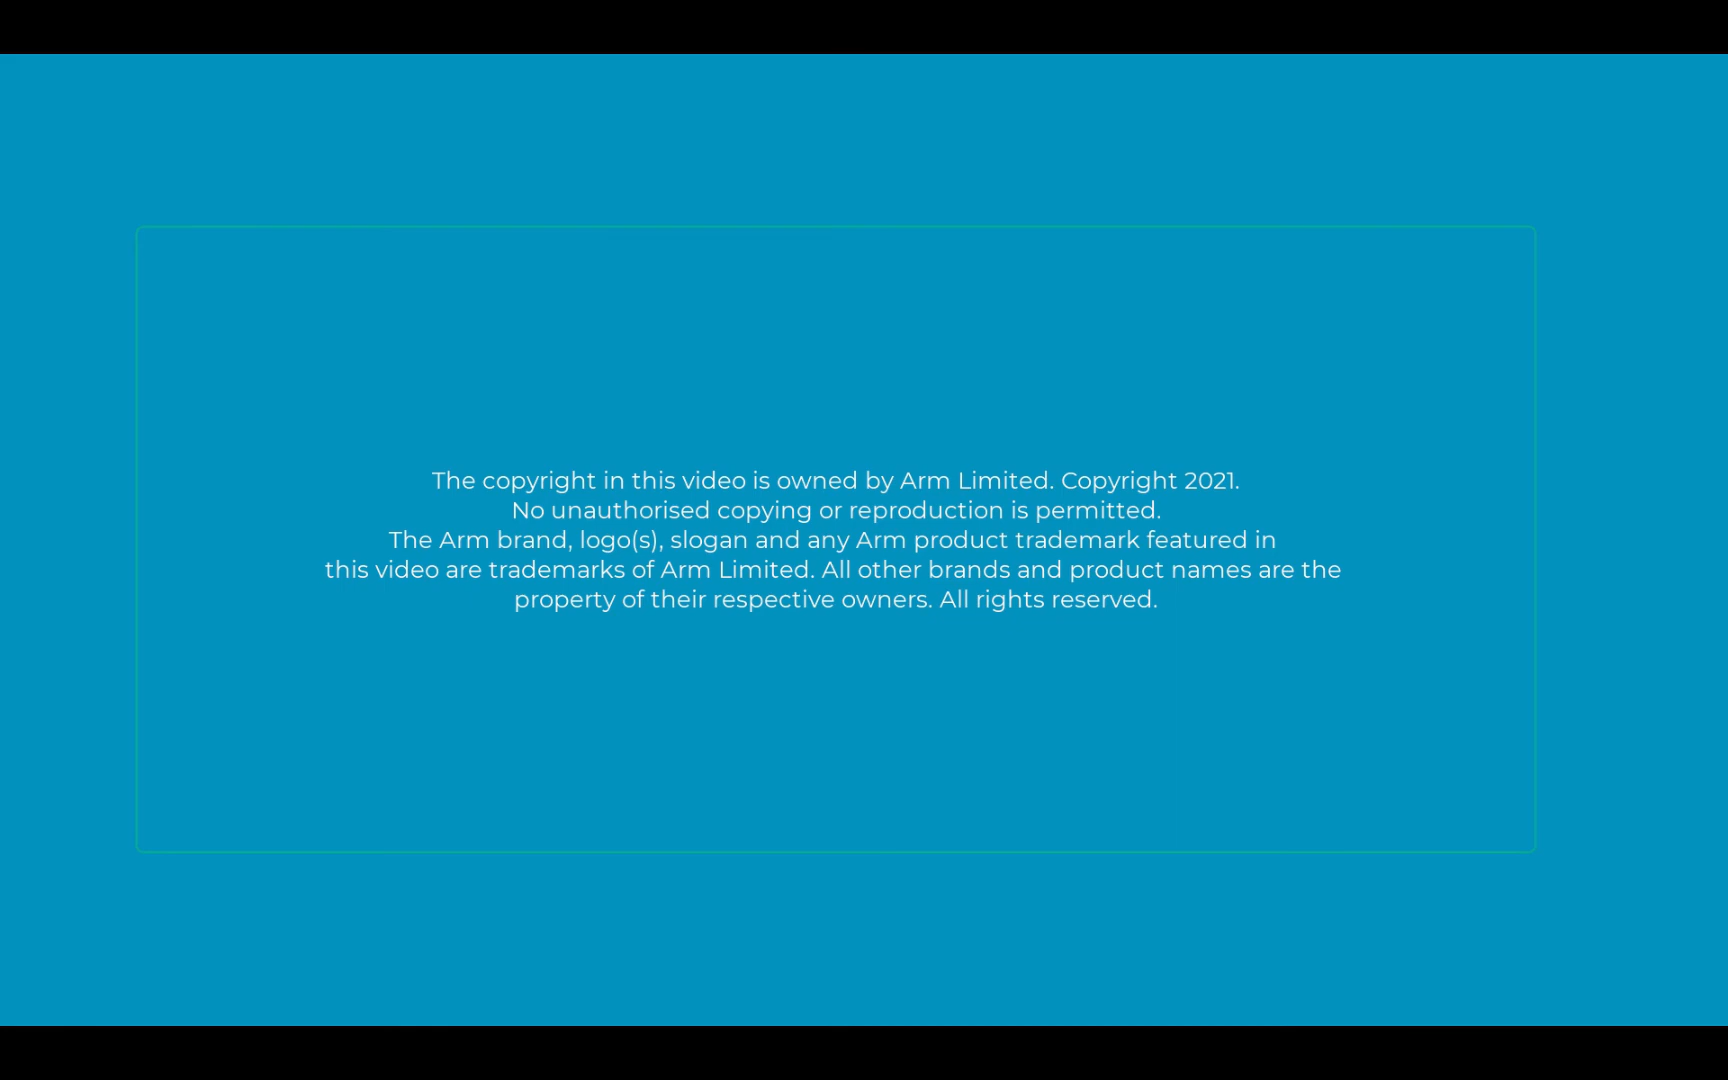 The copyright in this video is owned by Arm Limited. Copyright 2021.
No unauthorised copying or reproduction is permitted.
The Arm brand, logo(s), slogan and any Arm product trademark featured in
this video are trademarks of Arm Limited. All other brands and product names are the
property of their respective owners. All rights reserved.